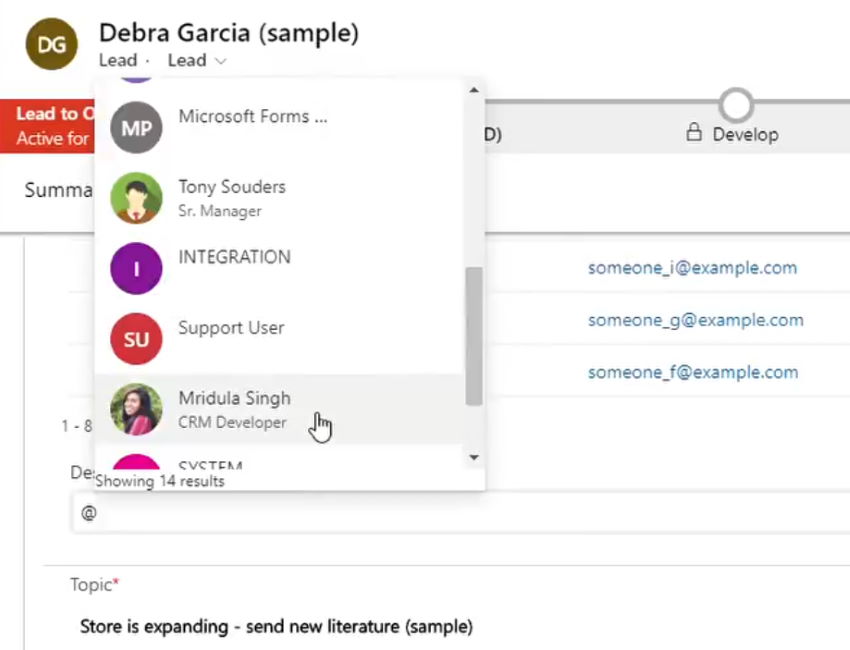 DG
Debra Garcia (sample)
Lead · Lead
Lead to O
Active for
D)
Develop
Summa
MP
Microsoft Forms ...
Tony Souders
Sr. Manager
I
INTEGRATION
SU
Support User
Mridula Singh
CRM Developer
SYSTEM
Showing 14 results
someone_i@example.com
someone_g@example.com
someone_f@example.com
1 - 8
Des
@
Topic*
Store is expanding - send new literature (sample)